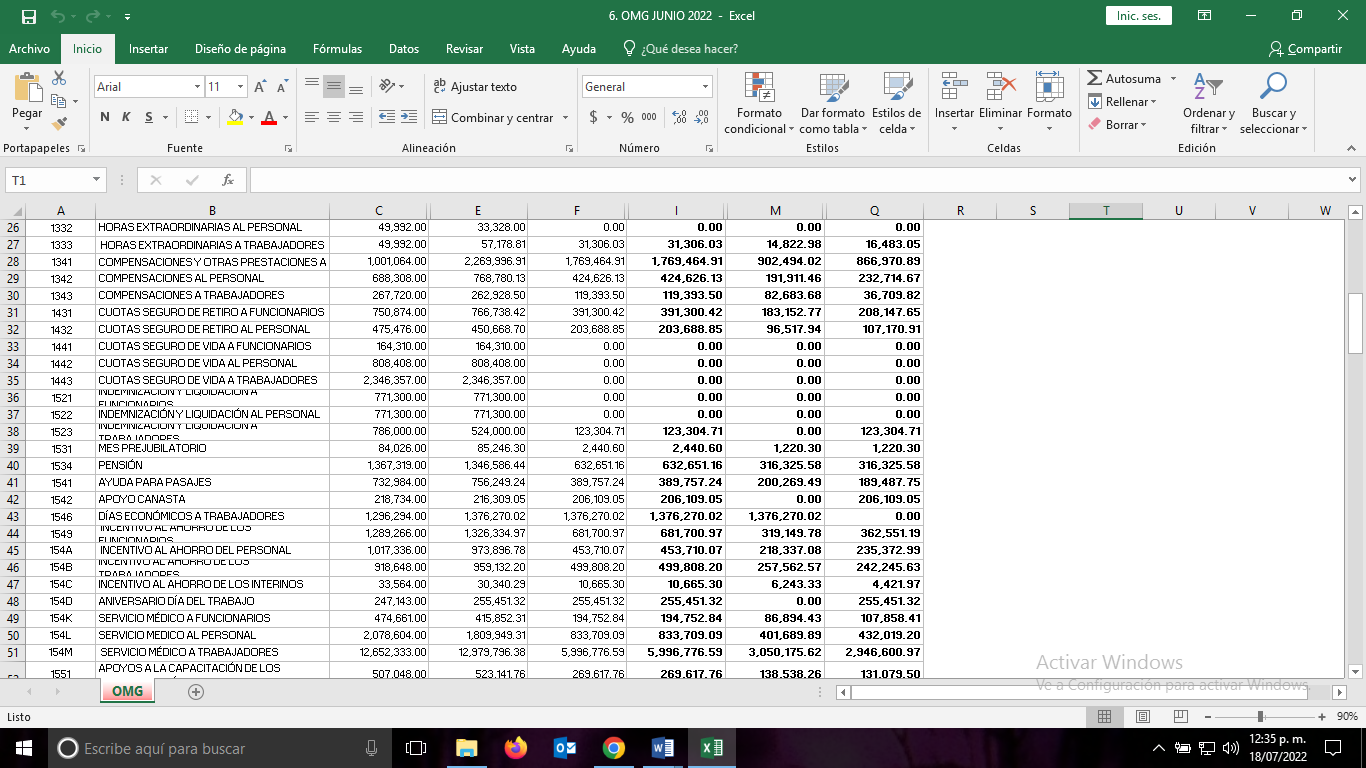 6. OMG JUNIO 2022 - Excel
Inic. ses.
Archivo Inicio Insertar Diseño de página Fórmulas Datos Revisar Vista Ayuda ¿Qué desea hacer? Compartir
Pegar Arial 11 Ajustar texto General Formato condicional Dar formato como tabla Estilos de celda Insertar Eliminar Formato Autosuma Rellenar Borrar Ordenar y filtrar Buscar y seleccionar
N K S Combinar y centrar $ % 000
Portapapeles Fuente Alineación Número Estilos Celdas Edición
T1 fx
A B C E F I M Q R S T U V W
26 1332 HORAS EXTRAORDINARIAS AL PERSONAL 49,992.00 33,328.00 0.00 0.00 0.00 0.00
27 1333 HORAS EXTRAORDINARIAS A TRABAJADORES 49,992.00 57,178.81 31,306.03 31,306.03 14,822.98 16,483.05
28 1341 COMPENSACIONES Y OTRAS PRESTACIONES A 1,001,064.00 2,269,996.91 1,769,464.91 1,769,464.91 902,494.02 866,970.89
29 1342 COMPENSACIONES AL PERSONAL 688,308.00 768,780.13 424,626.13 424,626.13 191,911.46 232,714.67
30 1343 COMPENSACIONES A TRABAJADORES 267,720.00 262,928.50 119,393.50 119,393.50 82,683.68 36,709.82
31 1431 CUOTAS SEGURO DE RETIRO A FUNCIONARIOS 750,874.00 766,738.42 391,300.42 391,300.42 183,152.77 208,147.65
32 1432 CUOTAS SEGURO DE RETIRO AL PERSONAL 475,476.00 450,668.70 203,688.85 203,688.85 96,517.94 107,170.91
33 1441 CUOTAS SEGURO DE VIDA A FUNCIONARIOS 164,310.00 164,310.00 0.00 0.00 0.00 0.00
34 1442 CUOTAS SEGURO DE VIDA AL PERSONAL 808,408.00 808,408.00 0.00 0.00 0.00 0.00
35 1443 CUOTAS SEGURO DE VIDA A TRABAJADORES 2,346,357.00 2,346,357.00 0.00 0.00 0.00 0.00
36 1521 INDEMNIZACIÓN Y LIQUIDACIÓN A FUNCIONARIOS 771,300.00 771,300.00 0.00 0.00 0.00 0.00
37 1522 INDEMNIZACIÓN Y LIQUIDACIÓN AL PERSONAL 771,300.00 771,300.00 0.00 0.00 0.00 0.00
38 1523 INDEMNIZACIÓN Y LIQUIDACIÓN A TRABAJADORES 786,000.00 524,000.00 123,304.71 123,304.71 0.00 123,304.71
39 1531 MES PREJUBILATORIO 84,026.00 85,246.30 2,440.60 2,440.60 1,220.30 1,220.30
40 1534 PENSIÓN 1,367,319.00 1,346,586.44 632,651.16 632,651.16 316,325.58 316,325.58
41 1541 AYUDA PARA PASAJES 732,984.00 756,249.24 389,757.24 389,757.24 200,269.49 189,487.75
42 1542 APOYO CANASTA 218,734.00 216,309.05 206,109.05 206,109.05 0.00 206,109.05
43 1546 DÍAS ECONÓMICOS A TRABAJADORES 1,296,294.00 1,376,270.02 1,376,270.02 1,376,270.02 1,376,270.02 0.00
44 1549 INCENTIVO AL AHORRO DE LOS FUNCIONARIOS 1,289,266.00 1,326,334.97 681,700.97 681,700.97 319,149.78 362,551.19
45 154A INCENTIVO AL AHORRO DEL PERSONAL 1,017,336.00 973,896.78 453,710.07 453,710.07 218,337.08 235,372.99
46 154B INCENTIVO AL AHORRO DE LOS TRABAJADORES 918,648.00 959,132.20 499,808.20 499,808.20 257,562.57 242,245.63
47 154C INCENTIVO AL AHORRO DE LOS INTERINOS 33,564.00 30,340.29 10,665.30 10,665.30 6,243.33 4,421.97
48 154D ANIVERSARIO DÍA DEL TRABAJO 247,143.00 255,451.32 255,451.32 255,451.32 0.00 255,451.32
49 154K SERVICIO MÉDICO A FUNCIONARIOS 474,661.00 415,852.31 194,752.84 194,752.84 86,894.43 107,858.41
50 154L SERVICIO MEDICO AL PERSONAL 2,078,604.00 1,809,949.31 833,709.09 833,709.09 401,689.89 432,019.20
51 154M SERVICIO MÉDICO A TRABAJADORES 12,652,333.00 12,979,796.38 5,996,776.59 5,996,776.59 3,050,175.62 2,946,600.97
1551 APOYOS A LA CAPACITACIÓN DE LOS 507,048.00 523,141.76 269,617.76 269,617.76 138,538.26 131,079.50
Activar Windows
Ve a Configuración para activar Windows.
OMG
Listo 90%
Escribe aquí para buscar
12:35 p. m.
18/07/2022